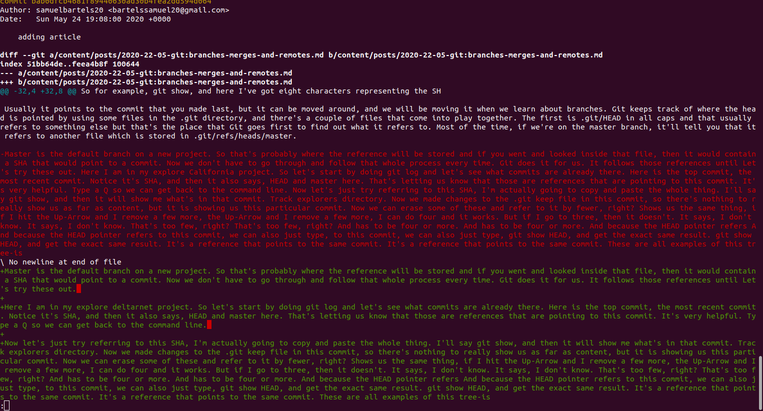 Author: samuelbartels20 <bartelssamuel20@gmail.com>
Date:   Sun May 24 19:08:00 2020 +0000
adding article
diff --git a/content/posts/2020-22-05-git:branches-merges-and-remotes.md b/content/posts/2020-22-05-git:branches-merges-and-remotes.md
index 51bb64de..feea4b8f 100644
--- a/content/posts/2020-22-05-git:branches-merges-and-remotes.md
+++ b/content/posts/2020-22-05-git:branches-merges-and-remotes.md
@@ -32,4 +32,8 @@ So for example, git show, and here I've got eight characters representing the SH
Usually it points to the commit that you made last, but it can be moved around, and we will be moving it when we learn about branches. Git keeps track of where the hea
d is pointed by using some files in the .git directory, and there's a couple of files that come into play together. The first is .git/HEAD in all caps and that usually
refers to something else but that's the place that Git goes first to find out what it refers to. Most of the time, if we're on the master branch, it'll tell you that it
refers to another file which is stored in .git/refs/heads/master.
-Master is the default branch on a new project. So that's probably where the reference will be stored and if you went and looked inside that file, then it would contain
a SHA that would point to a commit. Now we don't have to go through and follow that whole process every time. Git does it for us. It follows those references until Let
's try these out. Here I am in my explore California project. So let's start by doing git log and let's see what commits are already there. Here is the top commit, the
most recent commit. Notice it's SHA, and then it also says, HEAD and master here. That's letting us know that those are references that are pointing to this commit. It'
s very helpful. Type a Q so we can get back to the command line. Now let's just try referring to this SHA, I'm actually going to copy and paste the whole thing. I'll sa
y git show, and then it will show me what's in that commit. Track explorers directory. Now we made changes to the .git keep file in this commit, so there's nothing to r
eally show us as far as content, but it is showing us this particular commit. Now we can erase some of these and refer to it by fewer, right? Shows us the same thing, i
f I hit the Up-Arrow and I remove a few more, the Up-Arrow and I remove a few more, I can do four and it works. But if I go to three, then it doesn't. It says, I don't
know. It says, I don't know. That's too few, right? That's too few, right? And has to be four or more. And has to be four or more. And because the HEAD pointer refers A
nd because the HEAD pointer refers to this commit, we can also just type, to this commit, we can also just type, git show HEAD, and get the exact same result. git show
HEAD, and get the exact same result. It's a reference that points to the same commit. It's a reference that points to the same commit. These are all examples of this tr
ee-is
\ No newline at end of file
+Master is the default branch on a new project. So that's probably where the reference will be stored and if you went and looked inside that file, then it would contain
a SHA that would point to a commit. Now we don't have to go through and follow that whole process every time. Git does it for us. It follows those references until Let
's try these out.
+
+Here I am in my explore deltarnet project. So let's start by doing git log and let's see what commits are already there. Here is the top commit, the most recent commit
. Notice it's SHA, and then it also says, HEAD and master here. That's letting us know that those are references that are pointing to this commit. It's very helpful. Ty
pe a Q so we can get back to the command line.
+
+Now let's just try referring to this SHA, I'm actually going to copy and paste the whole thing. I'll say git show, and then it will show me what's in that commit. Trac
k explorers directory. Now we made changes to the .git keep file in this commit, so there's nothing to really show us as far as content, but it is showing us this parti
cular commit. Now we can erase some of these and refer to it by fewer, right? Shows us the same thing, if I hit the Up-Arrow and I remove a few more, the Up-Arrow and I
remove a few more, I can do four and it works. But if I go to three, then it doesn't. It says, I don't know. It says, I don't know. That's too few, right? That's too f
ew, right? And has to be four or more. And has to be four or more. And because the HEAD pointer refers And because the HEAD pointer refers to this commit, we can also j
ust type, to this commit, we can also just type, git show HEAD, and get the exact same result. git show HEAD, and get the exact same result. It's a reference that point
s to the same commit. It's a reference that points to the same commit. These are all examples of this tree-is
: